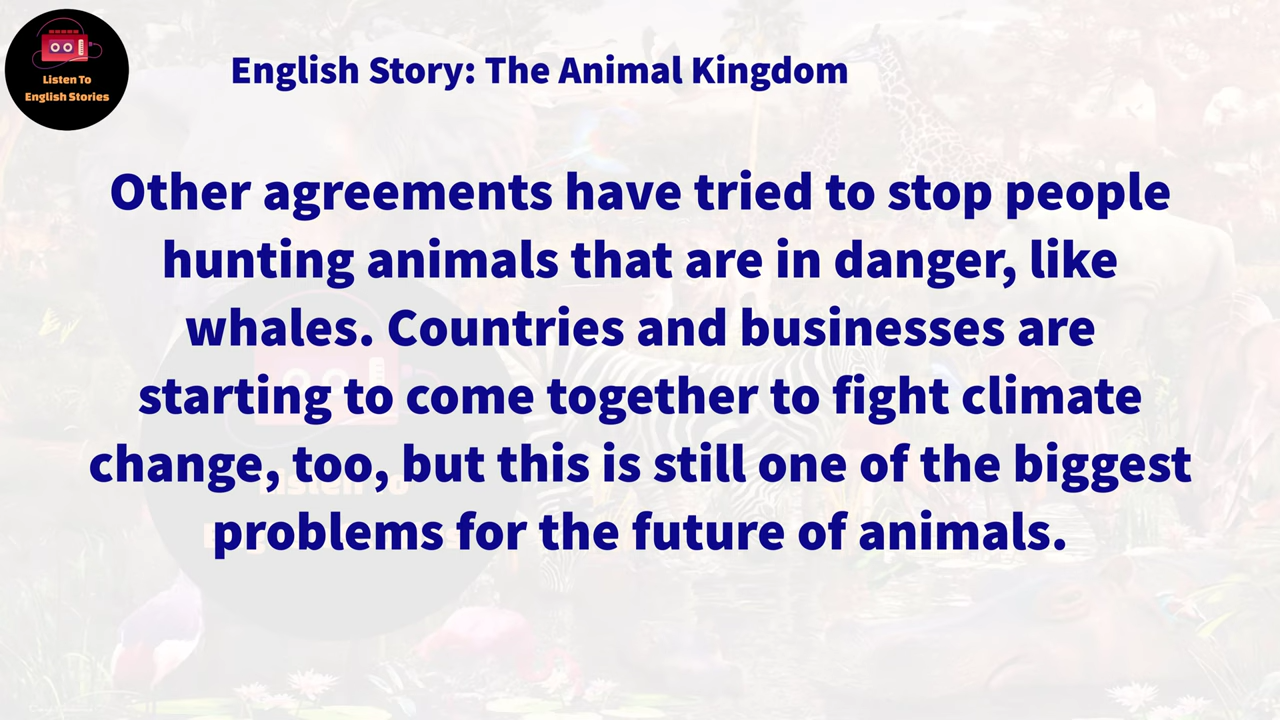 Listen To
English Stories
English Story: The Animal Kingdom
Other agreements have tried to stop people
hunting animals that are in danger, like
whales. Countries and businesses are
starting to come together to fight climate
change, too, but this is still one of the biggest
problems for the future of animals.
Listen To